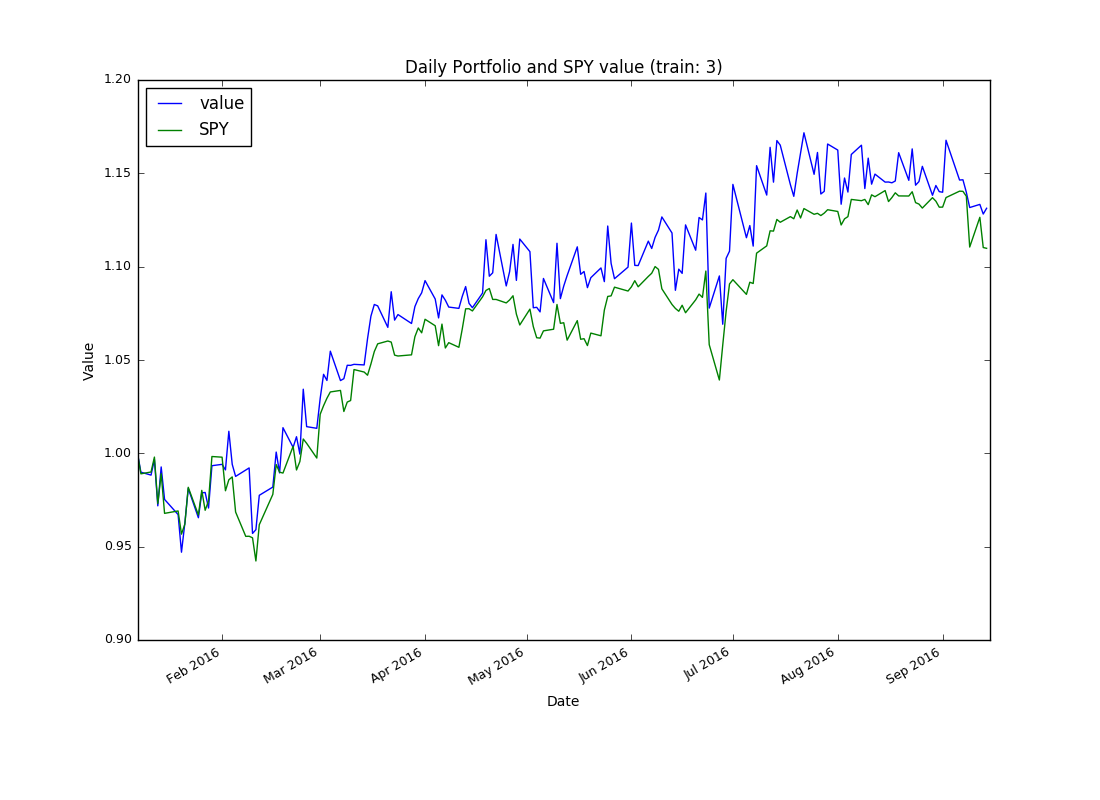 Daily Portfolio and SPY value (train: 3)
value
SPY
1.20
1.15
1.10
1.05
1.00
0.95
0.90
Value
Feb 2016
Mar 2016
Apr 2016
May 2016
Jun 2016
Jul 2016
Aug 2016
Sep 2016
Date